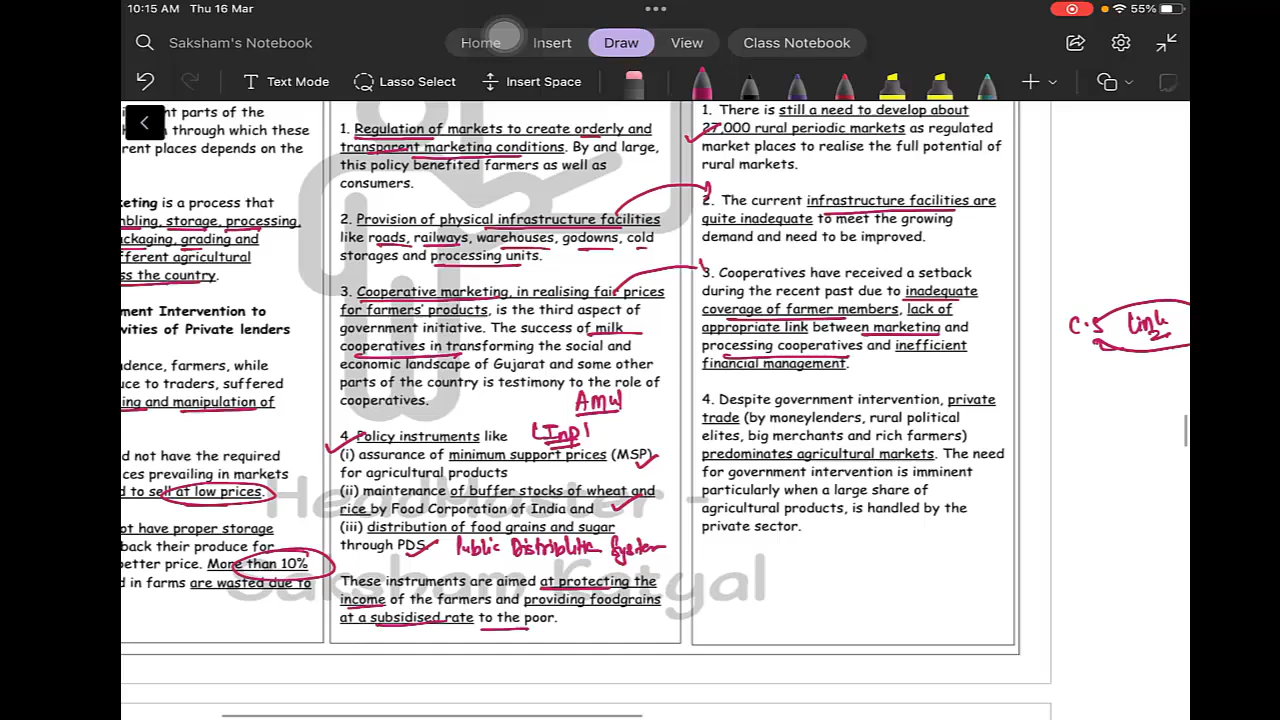 10:15 AM Thu 16 Mar
55%
Saksham's Notebook
Home
Insert
Draw
View
Class Notebook
Text Mode
Lasso Select
Insert Space
ent parts of the
through which these
rent places depends on the
keting is a process that
mbling, storage, processing,
ackaging, grading and
ifferent agricultural
ss the country.
ment Intervention to
ivities of Private lenders
ndence, farmers, while
uce to traders, suffered
ing and manipulation of
d not have the required
ices prevailing in markets
d to sell at low prices.
ot have proper storage
back their produce for
better price. More than 10%
d in farms are wasted due to
1. Regulation of markets to create orderly and
transparent marketing conditions. By and large,
this policy benefited farmers as well as
consumers.
2. Provision of physical infrastructure facilities
like roads, railways, warehouses, godowns, cold
storages and processing units.
3. Cooperative marketing, in realising fair prices
for farmers' products, is the third aspect of
government initiative. The success of milk
cooperatives in transforming the social and
economic landscape of Gujarat and some other
parts of the country is testimony to the role of
cooperatives.
Amul
4. Policy instruments like
(Imp)
(i) assurance of minimum support prices (MSP)
for agricultural products
(ii) maintenance of buffer stocks of wheat and
rice by Food Corporation of India and
(iii) distribution of food grains and sugar
through PDS.
Public Distribution System
These instruments are aimed at protecting the
income of the farmers and providing foodgrains
at a subsidised rate to the poor.
1. There is still a need to develop about
27,000 rural periodic markets as regulated
market places to realise the full potential of
rural markets.
2. The current infrastructure facilities are
quite inadequate to meet the growing
demand and need to be improved.
3. Cooperatives have received a setback
during the recent past due to inadequate
coverage of farmer members, lack of
appropriate link between marketing and
processing cooperatives and inefficient
financial management.
4. Despite government intervention, private
trade (by moneylenders, rural political
elites, big merchants and rich farmers)
predominates agricultural markets. The need
for government intervention is imminent
particularly when a large share of
agricultural products, is handled by the
private sector.
C.S Link
HeadMaster -
Saksham Katyal